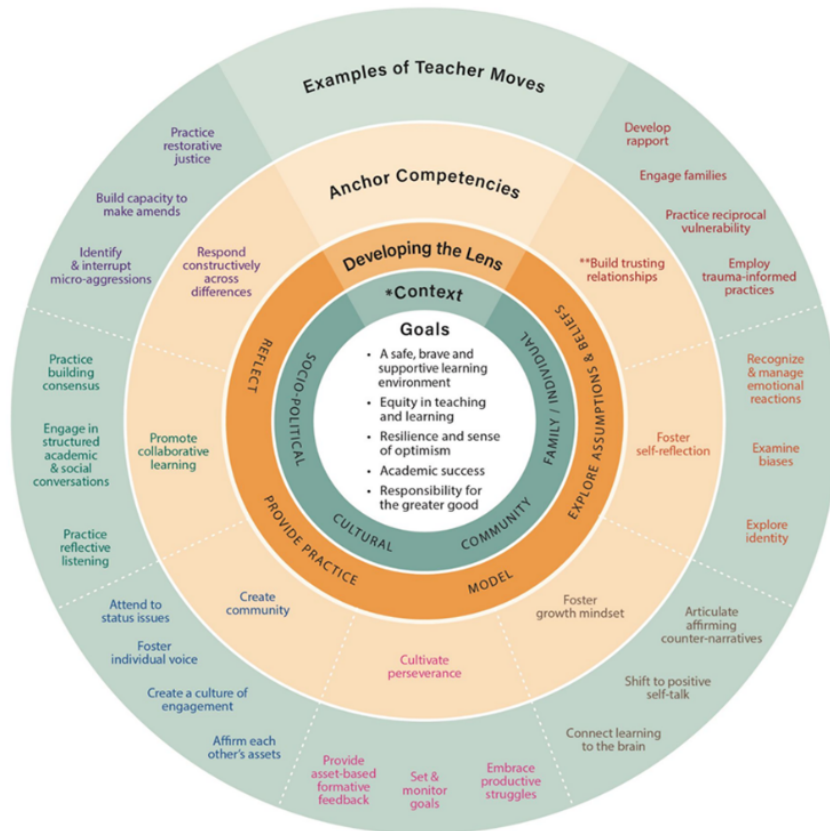 Examples of Teacher Moves
Anchor Competencies
Developing the Lens
*Context
Goals
• A safe, brave and
supportive learning
environment
• Equity in teaching
and learning
• Resilience and sense
of optimism
• Academic success
• Responsibility for
the greater good
SOCIO-POLITICAL
CULTURAL
COMMUNITY
FAMILY / INDIVIDUAL
REFLECT
PROVIDE PRACTICE
MODEL
EXPLORE ASSUMPTIONS & BELIEFS
**Build trusting
relationships
Develop
rapport
Engage families
Practice reciprocal
vulnerability
Employ
trauma-informed
practices
Foster
self-reflection
Recognize
& manage
emotional
reactions
Examine
biases
Explore
identity
Foster
growth mindset
Articulate
affirming
counter-narratives
Shift to positive
self-talk
Connect learning
to the brain
Cultivate
perseverance
Embrace
productive
struggles
Set &
monitor
goals
Provide
asset-based
formative
feedback
Create
community
Attend to
status issues
Foster
individual voice
Create a culture of
engagement
Affirm each
other's assets
Promote
collaborative
learning
Practice
building
consensus
Engage in
structured
academic
& social
conversations
Practice
reflective
listening
Respond
constructively
across
differences
Practice
restorative
justice
Build capacity to
make amends
Identify
& interrupt
micro-aggressions